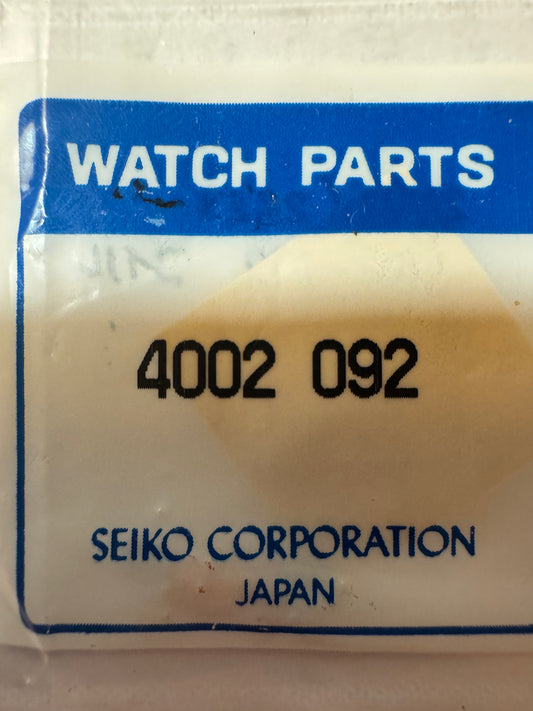 WATCH PARTS
4002 092
SEIKO CORPORATION
JAPAN